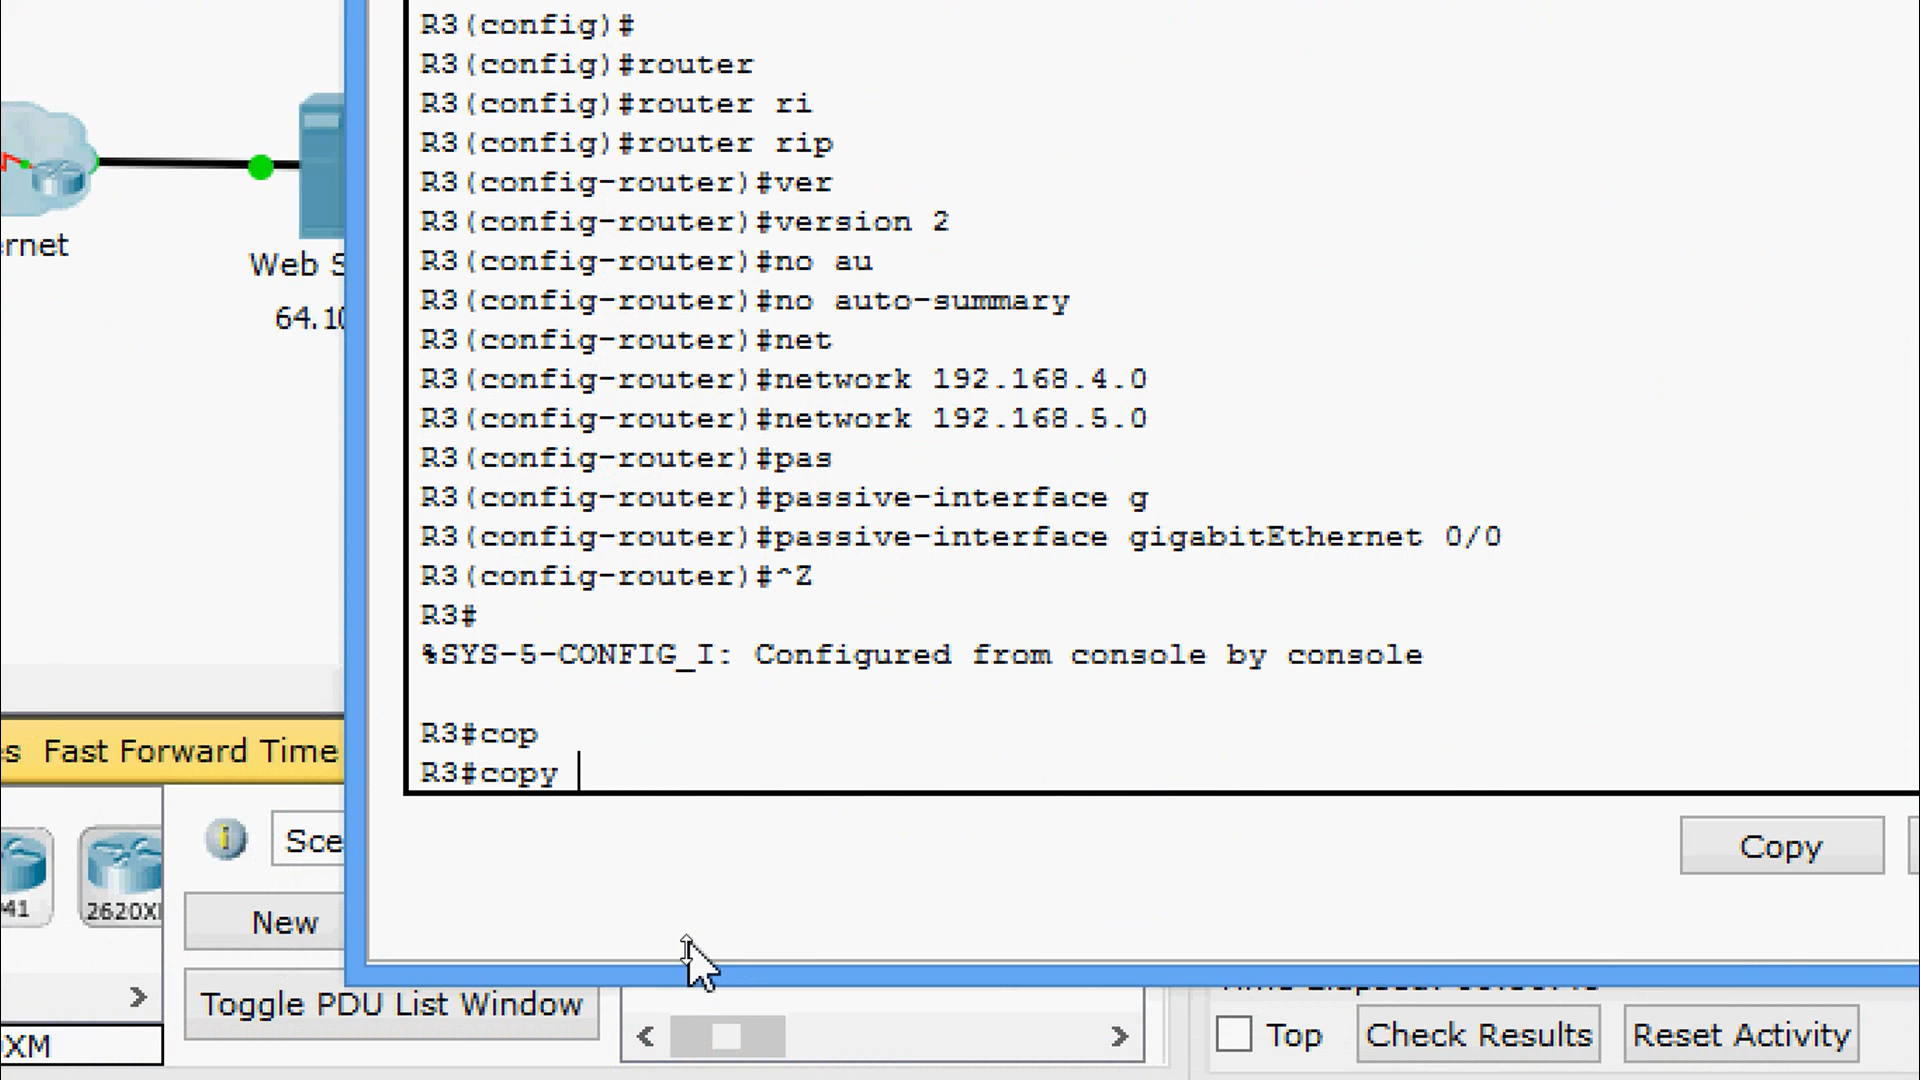 R3(config)#
R3(config)#router
R3(config)#router ri
R3(config)#router rip
R3(config-router)#ver
R3(config-router)#version 2
R3(config-router)#no au
R3(config-router)#no auto-summary
R3(config-router)#net
R3(config-router)#network 192.168.4.0
R3(config-router)#network 192.168.5.0
R3(config-router)#pas
R3(config-router)#passive-interface g
R3(config-router)#passive-interface gigabitEthernet 0/0
R3(config-router)#^Z
R3#
%SYS-5-CONFIG_I: Configured from console by console
R3#cop
R3#copy
ernet
Web S
64.10
es Fast Forward Time
41
2620X
Sce
New
Toggle PDU List Window
XM
Copy
Top
Check Results
Reset Activity